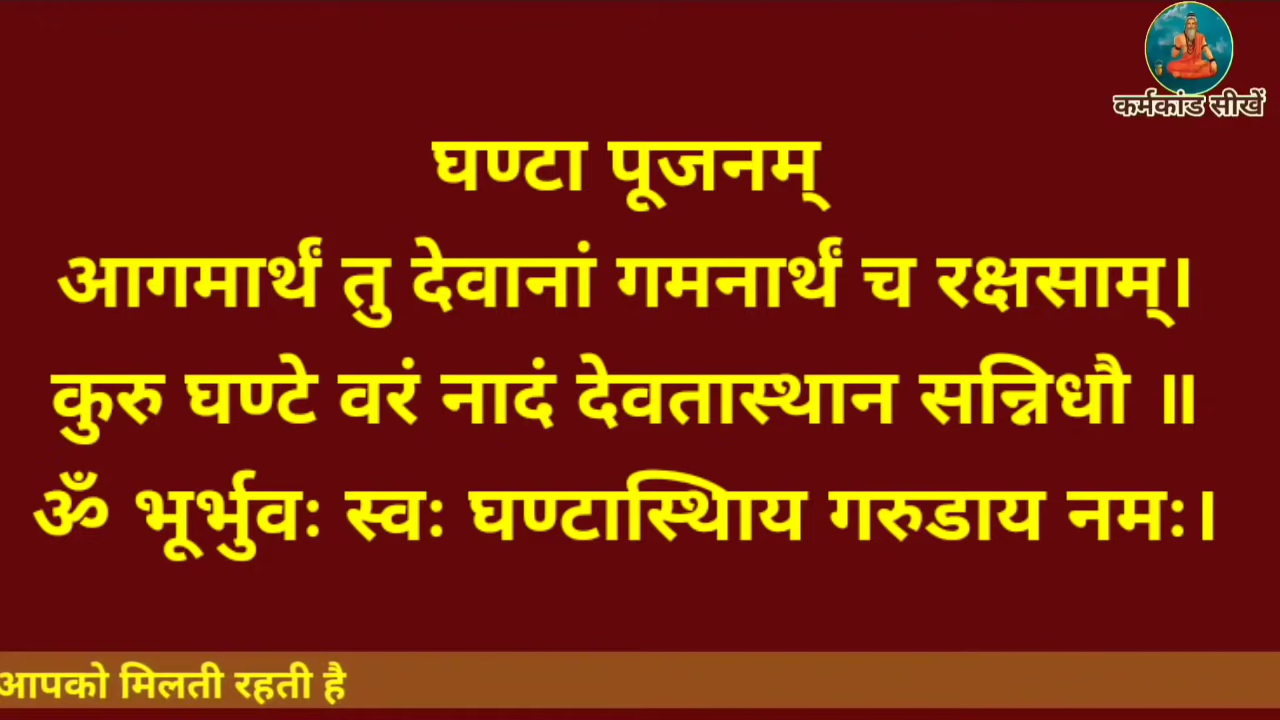 कर्मकांड सीखें
घण्टा पूजनम्
आगमार्थं तु देवानां गमनार्थं च रक्षसाम्।
कुरु घण्टे वरं नादं देवतास्थान सन्निधौ ॥
ॐ भूर्भुवः स्वः घण्टास्थिाय गरुडाय नमः।
आपको मिलती रहती है